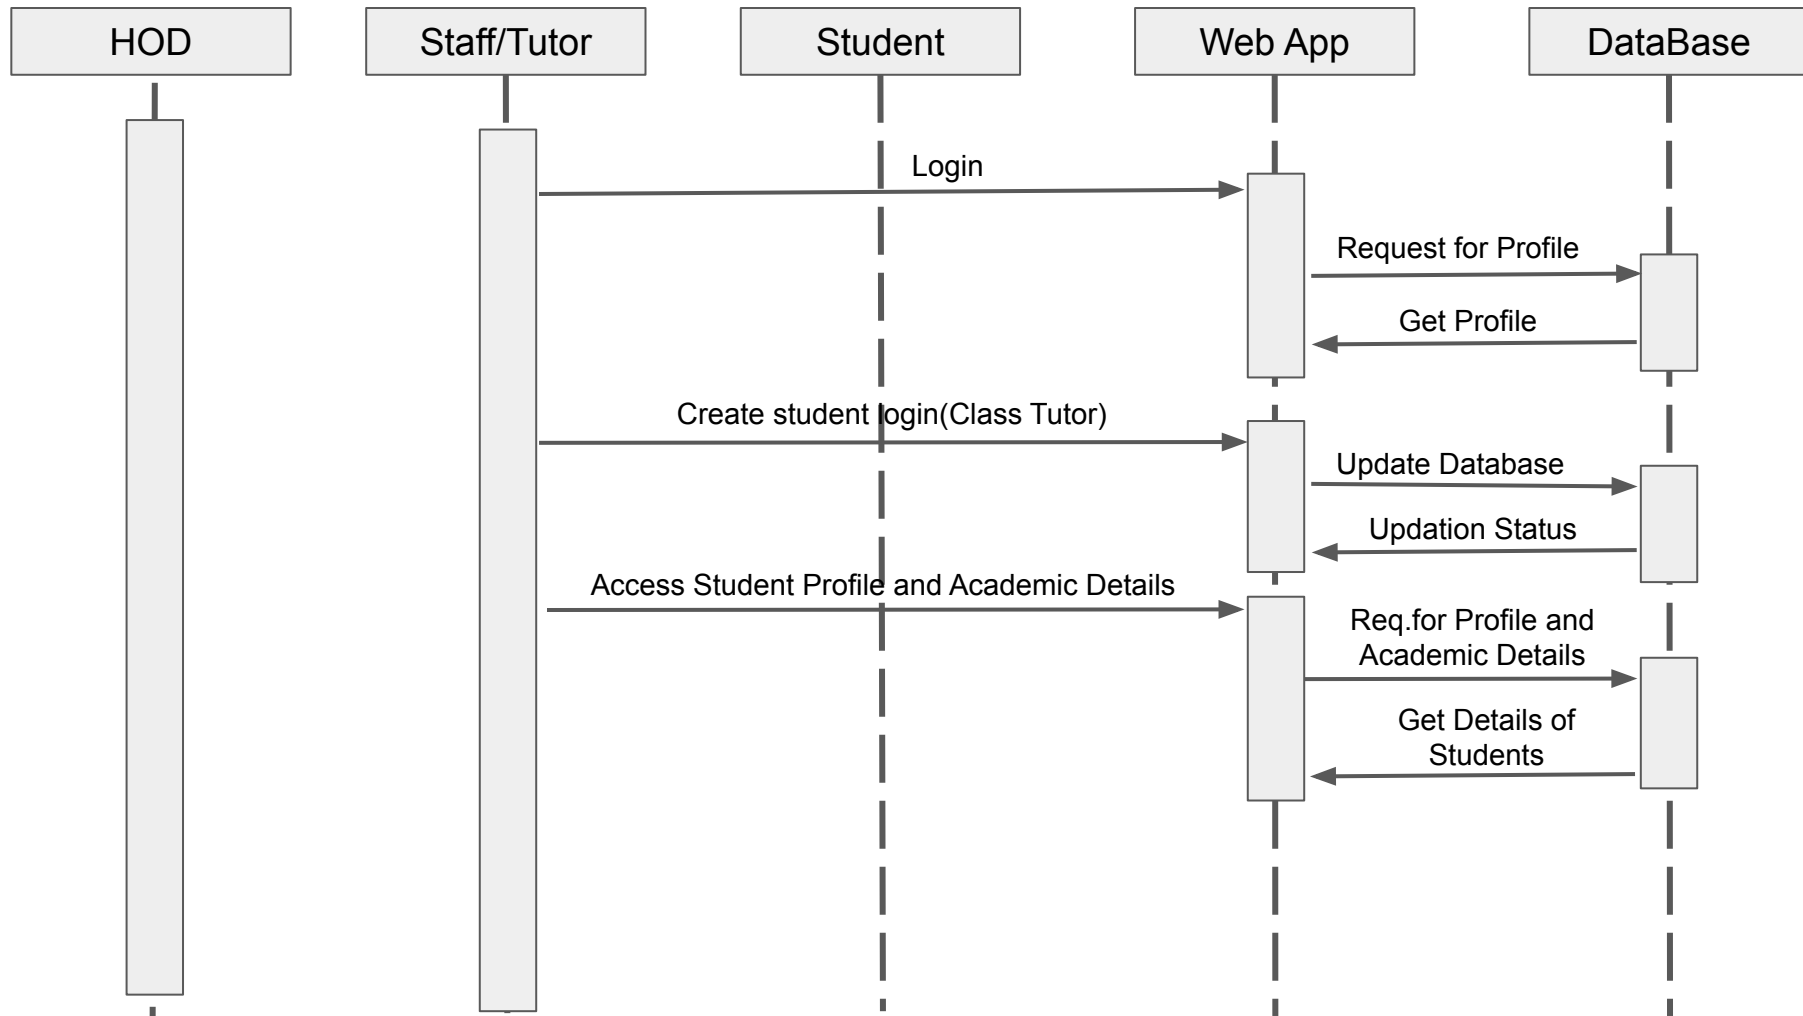 HOD
Staff/Tutor
Student
Web App
DataBase
Login
Request for Profile
Get Profile
Create student login(Class Tutor)
Update Database
Updation Status
Access Student Profile and Academic Details
Req.for Profile and
Academic Details
Get Details of
Students